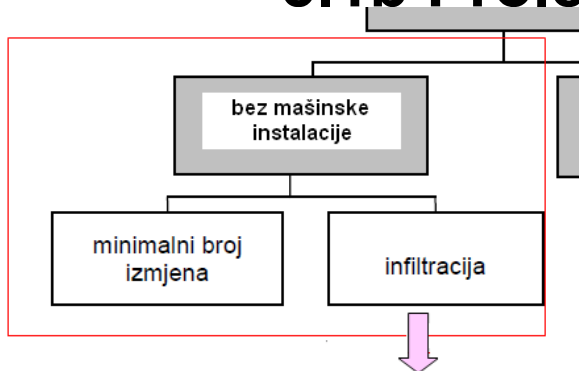 bez mašinske
instalacije
minimalni broj
izmjena
infiltracija